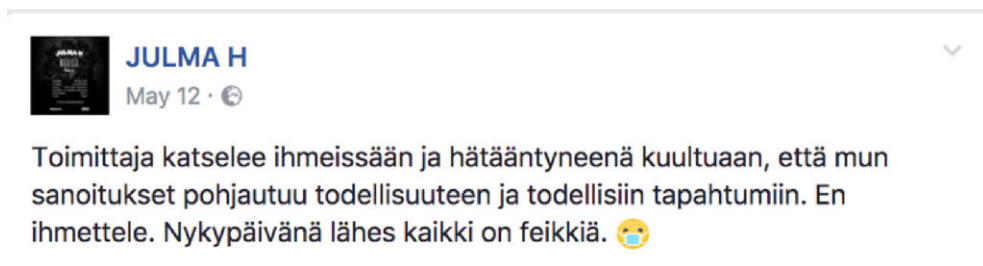 JULMA H
May 12 ·
Toimittaja katselee ihmeissään ja hätääntyneenä kuultuaan, että mun
sanoitukset pohjautuu todellisuuteen ja todellisiin tapahtumiin. En
ihmettele. Nykypäivänä lähes kaikki on feikkiä. 😷